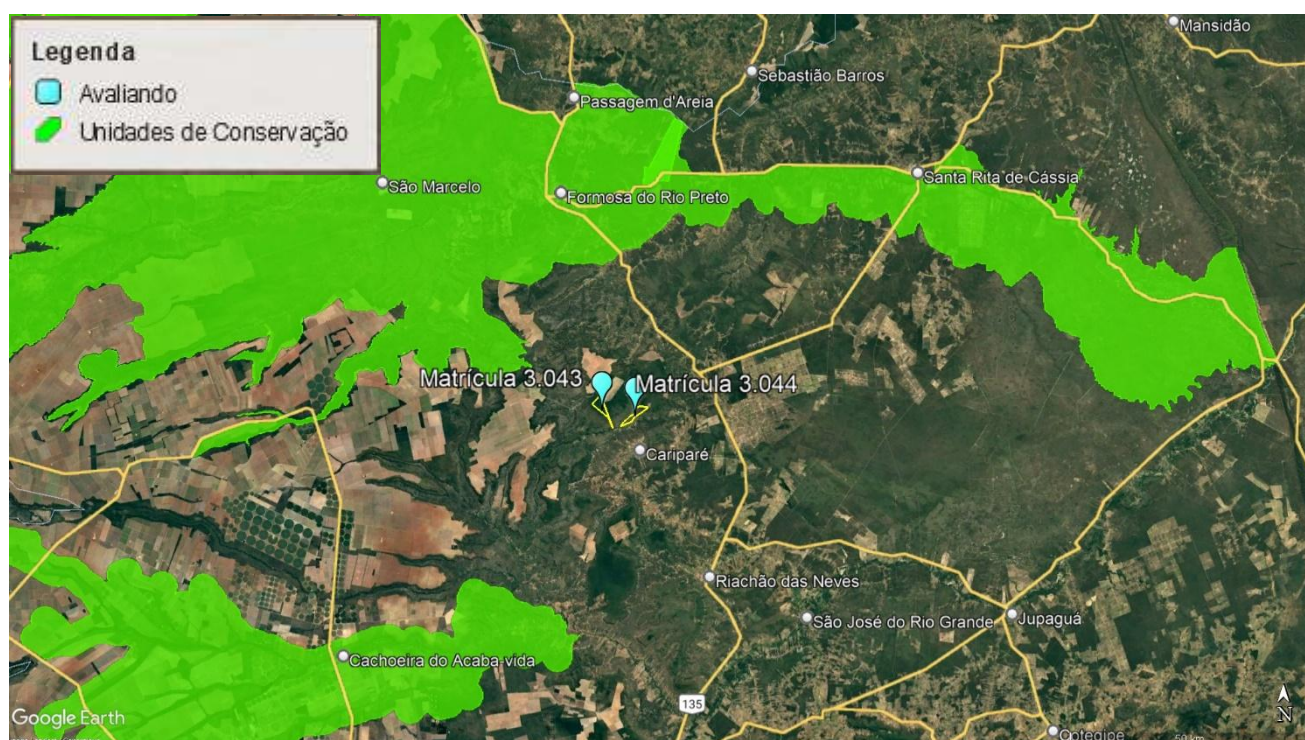 Legenda
Avaliando
Unidades de Conservação
Mansidão
Sebastião Barros
Passagem d'Areia
Santa Rita de Cássia
São Marcelo
Formosa do Rio Preto
Matrícula 3.043
Matrícula 3.044
Cariparé
Riachão das Neves
São José do Rio Grande
Jupaguá
Cachoeira do Acaba-vida
135
N
Google Earth